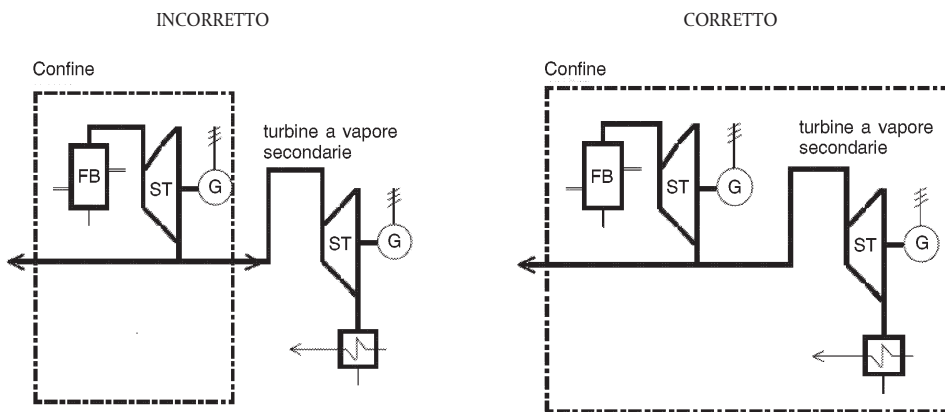 INCORRETTO
Confine
FB
ST
G
turbine a vapore
secondarie
ST
G
CORRETTO
Confine
FB
ST
G
turbine a vapore
secondarie
ST
G